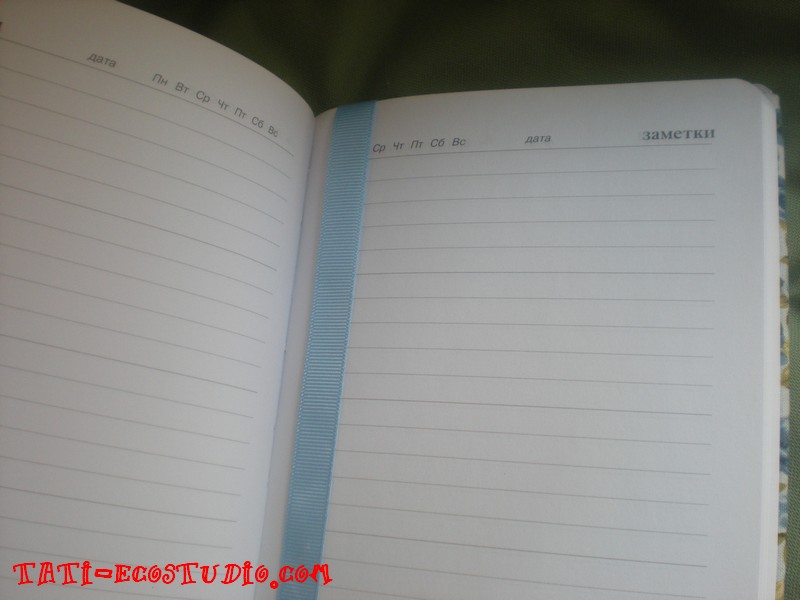 дата Пн Вт Ср Чт Пт Сб Вс
Ср Чт Пт Сб Вс дата заметки
TATI-ECOSTUDIO.COM